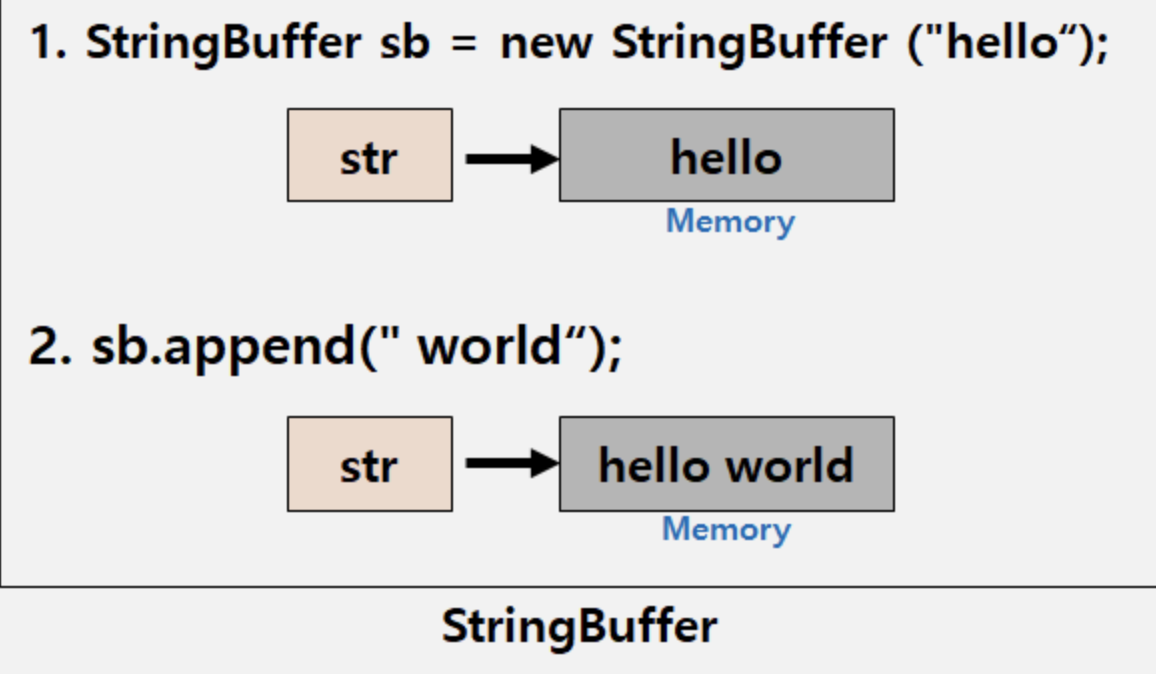 1. StringBuffer sb = new StringBuffer ("hello“);
str
hello
Memory
2. sb.append(" world“);
str
hello world
Memory
StringBuffer